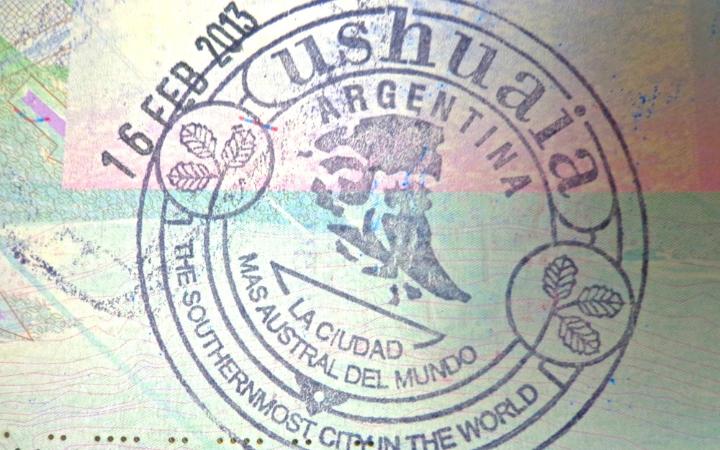 16 FEB 2013
ushuaia
ARGENTINA
LA CIUDAD
MAS AUSTRAL DEL MUNDO
THE SOUTHERNMOST CITY IN THE WORLD